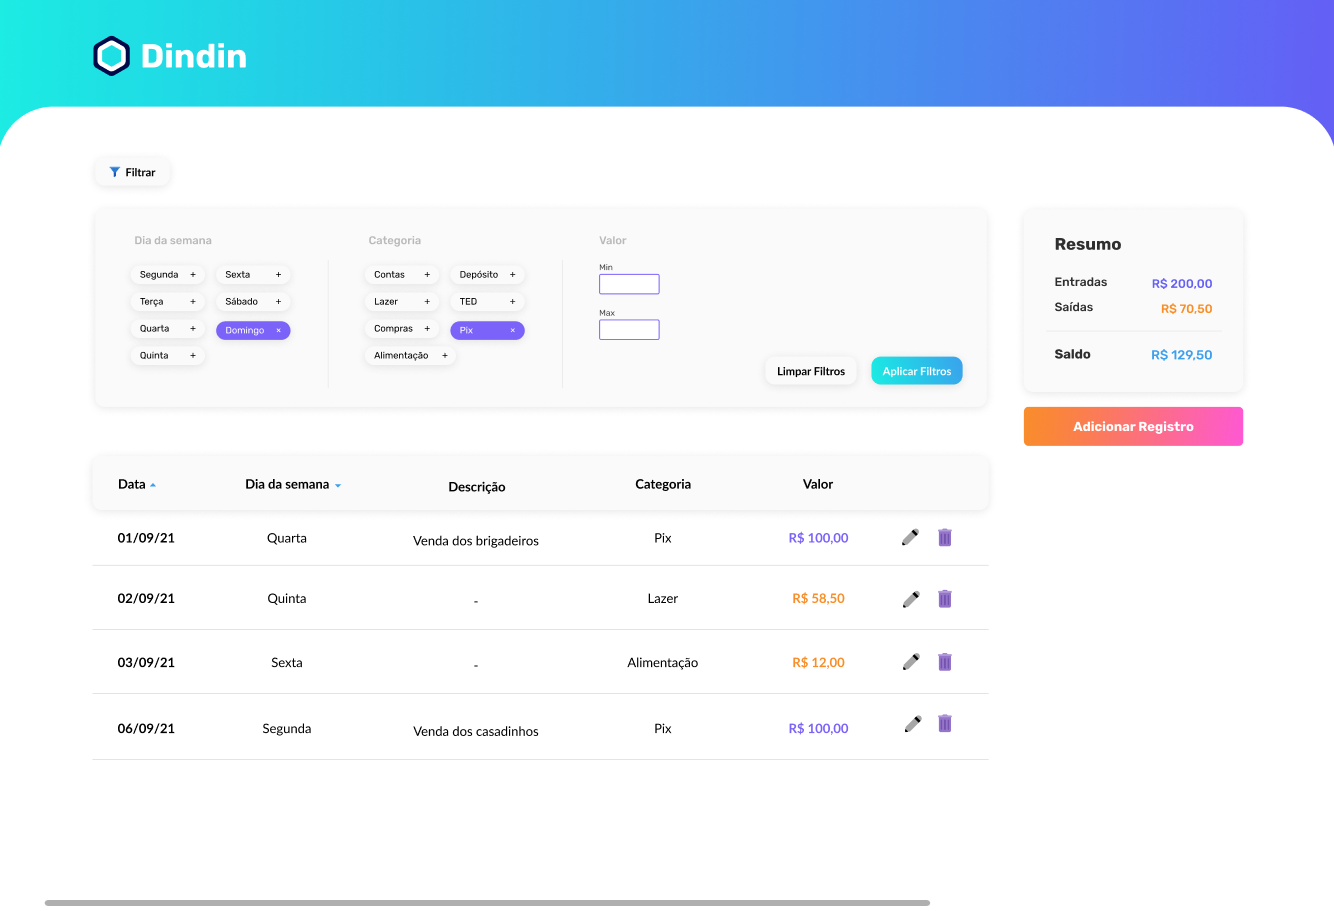 Dindin
Filtrar
Dia da semana
Segunda +
Sexta +
Terça +
Sábado +
Quarta +
Domingo ×
Quinta +
Categoria
Contas +
Depósito +
Lazer +
TED +
Compras +
Pix ×
Alimentação +
Valor
Min
Max
Limpar Filtros
Aplicar Filtros
Resumo
Entradas R$ 200,00
Saídas R$ 70,50
Saldo R$ 129,50
Adicionar Registro
Data Dia da semana Descrição Categoria Valor
01/09/21 Quarta Venda dos brigadeiros Pix R$ 100,00
02/09/21 Quinta - Lazer R$ 58,50
03/09/21 Sexta - Alimentação R$ 12,00
06/09/21 Segunda Venda dos casadinhos Pix R$ 100,00